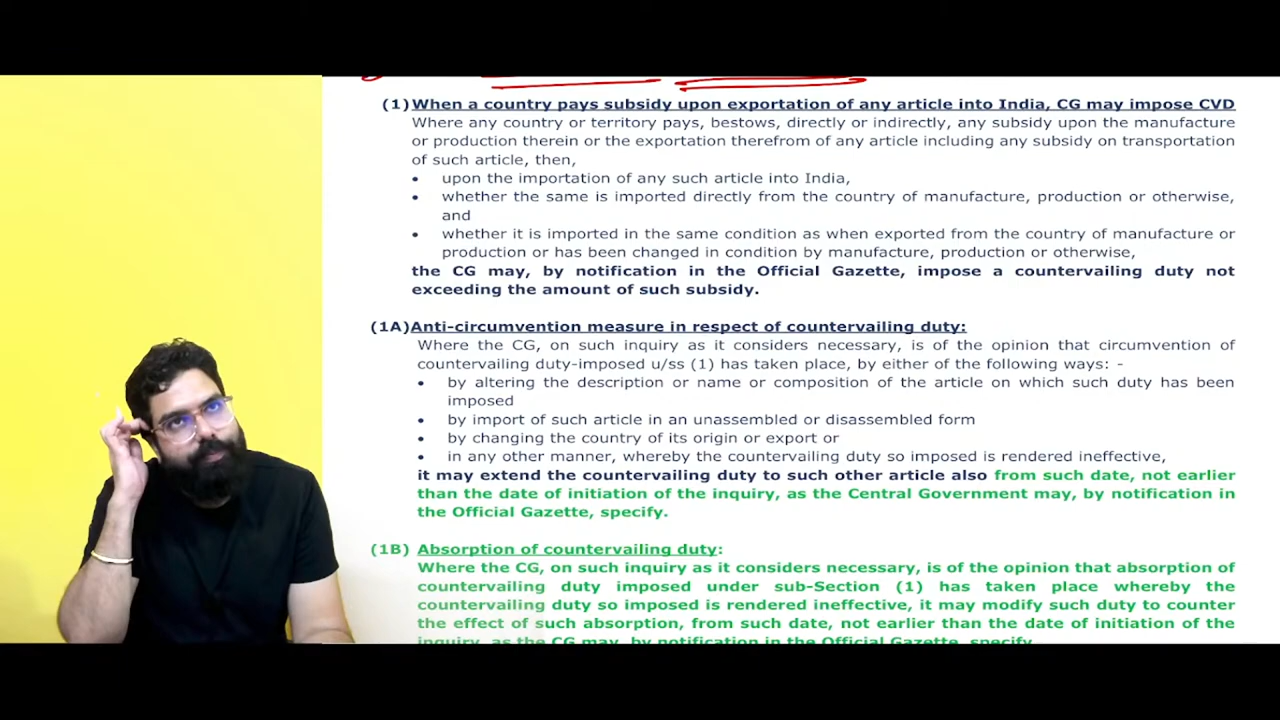 (1) When a country pays subsidy upon exportation of any article into India, CG may impose CVD
Where any country or territory pays, bestows, directly or indirectly, any subsidy upon the manufacture
or production therein or the exportation therefrom of any article including any subsidy on transportation
of such article, then,
• upon the importation of any such article into India,
• whether the same is imported directly from the country of manufacture, production or otherwise,
and
• whether it is imported in the same condition as when exported from the country of manufacture or
production or has been changed in condition by manufacture, production or otherwise,
the CG may, by notification in the Official Gazette, impose a countervailing duty not
exceeding the amount of such subsidy.
(1A) Anti-circumvention measure in respect of countervailing duty:
Where the CG, on such inquiry as it considers necessary, is of the opinion that circumvention of
countervailing duty-imposed u/ss (1) has taken place, by either of the following ways: -
• by altering the description or name or composition of the article on which such duty has been
imposed
• by import of such article in an unassembled or disassembled form
• by changing the country of its origin or export or
• in any other manner, whereby the countervailing duty so imposed is rendered ineffective,
it may extend the countervailing duty to such other article also from such date, not earlier
than the date of initiation of the inquiry, as the Central Government may, by notification in
the Official Gazette, specify.
(1B) Absorption of countervailing duty:
Where the CG, on such inquiry as it considers necessary, is of the opinion that absorption of
countervailing duty imposed under sub-Section (1) has taken place whereby the
countervailing duty so imposed is rendered ineffective, it may modify such duty to counter
the effect of such absorption, from such date, not earlier than the date of initiation of the
inquiry, as the CG may, by notification in the Official Gazette, specify.